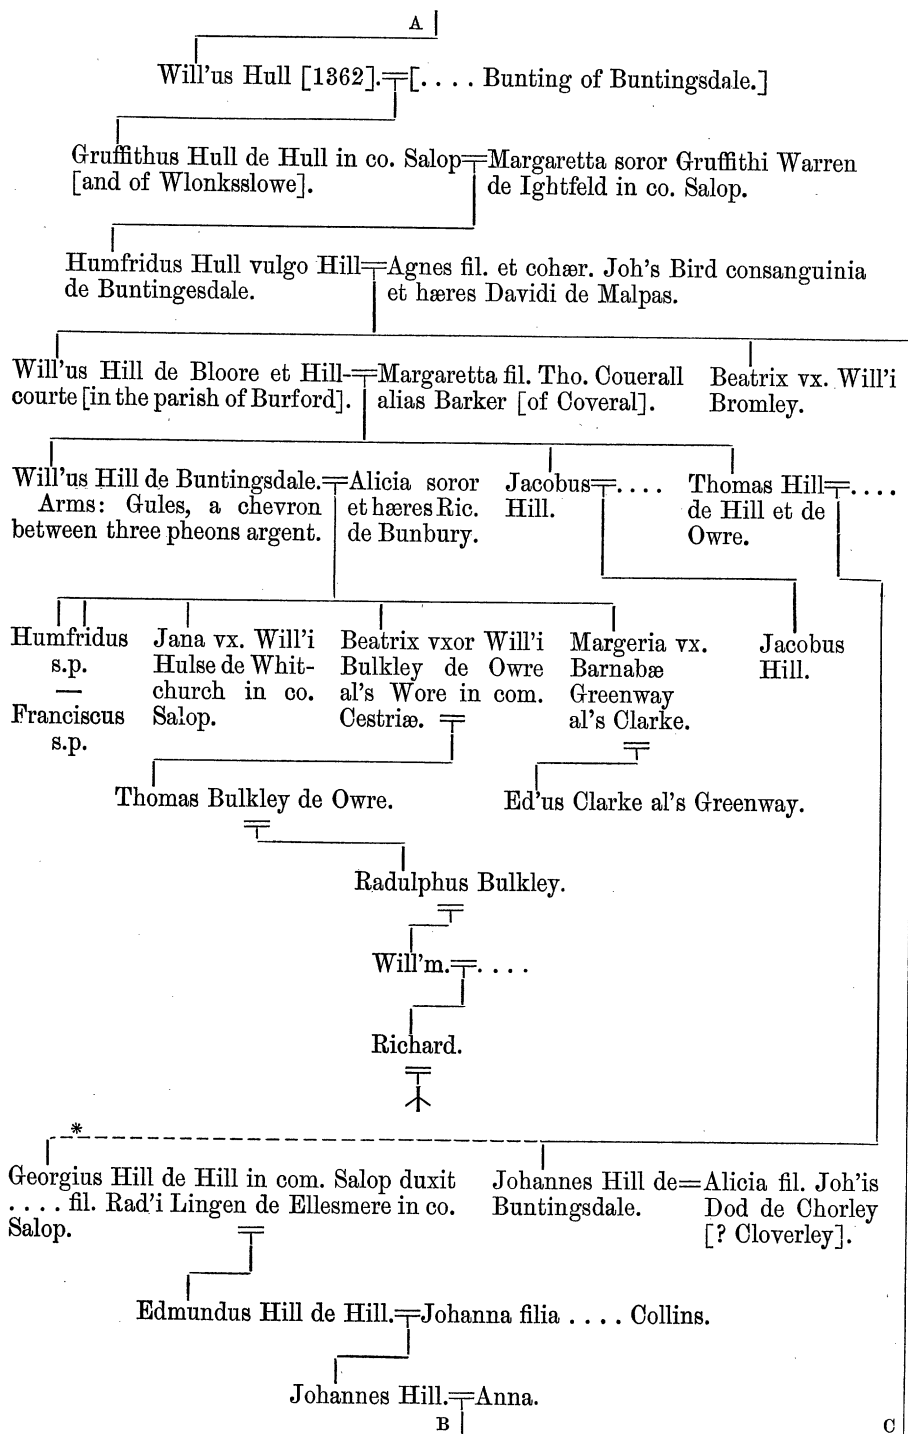 A
Will'us Hull [1362].=[. . . . Bunting of Buntingsdale.]
Gruffithus Hull de Hull in co. Salop=Margaretta soror Gruffithi Warren
[and of Wlonksslowe]. de Ightfeld in co. Salop.
Humfridus Hull vulgo Hill=Agnes fil. et cohær. Joh's Bird consanguinia
de Buntingesdale. et hæres Davidi de Malpas.
Will'us Hill de Bloore et Hill-=Margaretta fil. Tho. Couerall
courte [in the parish of Burford]. alias Barker [of Coveral].
Beatrix vx. Will'i
Bromley.
Will'us Hill de Buntingsdale.=
Arms: Gules, a chevron
between three pheons argent.
Alicia soror
et hæres Ric.
de Bunbury.
Jacobus=. . . .
Hill.
Thomas Hill=. . . .
de Hill et de
Owre.
Humfridus
s.p.
—
Franciscus
s.p.
Jana vx. Will'i
Hulse de Whit-
church in co.
Salop.
Beatrix vxor Will'i
Bulkley de Owre
al's Wore in com.
Cestriæ. =
Margeria vx.
Barnabæ
Greenway
al's Clarke.
Jacobus
Hill.
Thomas Bulkley de Owre.
Ed'us Clarke al's Greenway.
Radulphus Bulkley.
Will'm.=. . . .
Richard.
*
Georgius Hill de Hill in com. Salop duxit
. . . . fil. Rad'i Lingen de Ellesmere in co.
Salop.
Johannes Hill de=Alicia fil. Joh'is
Buntingsdale. Dod de Chorley
[? Cloverley].
Edmundus Hill de Hill.=Johanna filia . . . . Collins.
Johannes Hill.=Anna.
B
C